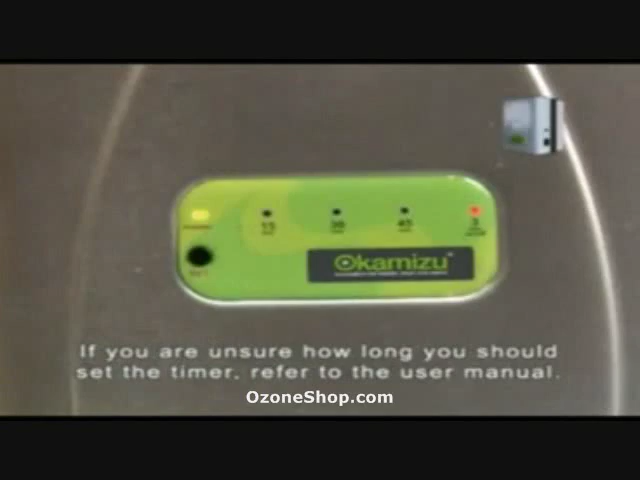 15
30
45
Okamizu
If you are unsure how long you should
set the timer, refer to the user manual.
OzoneShop.com